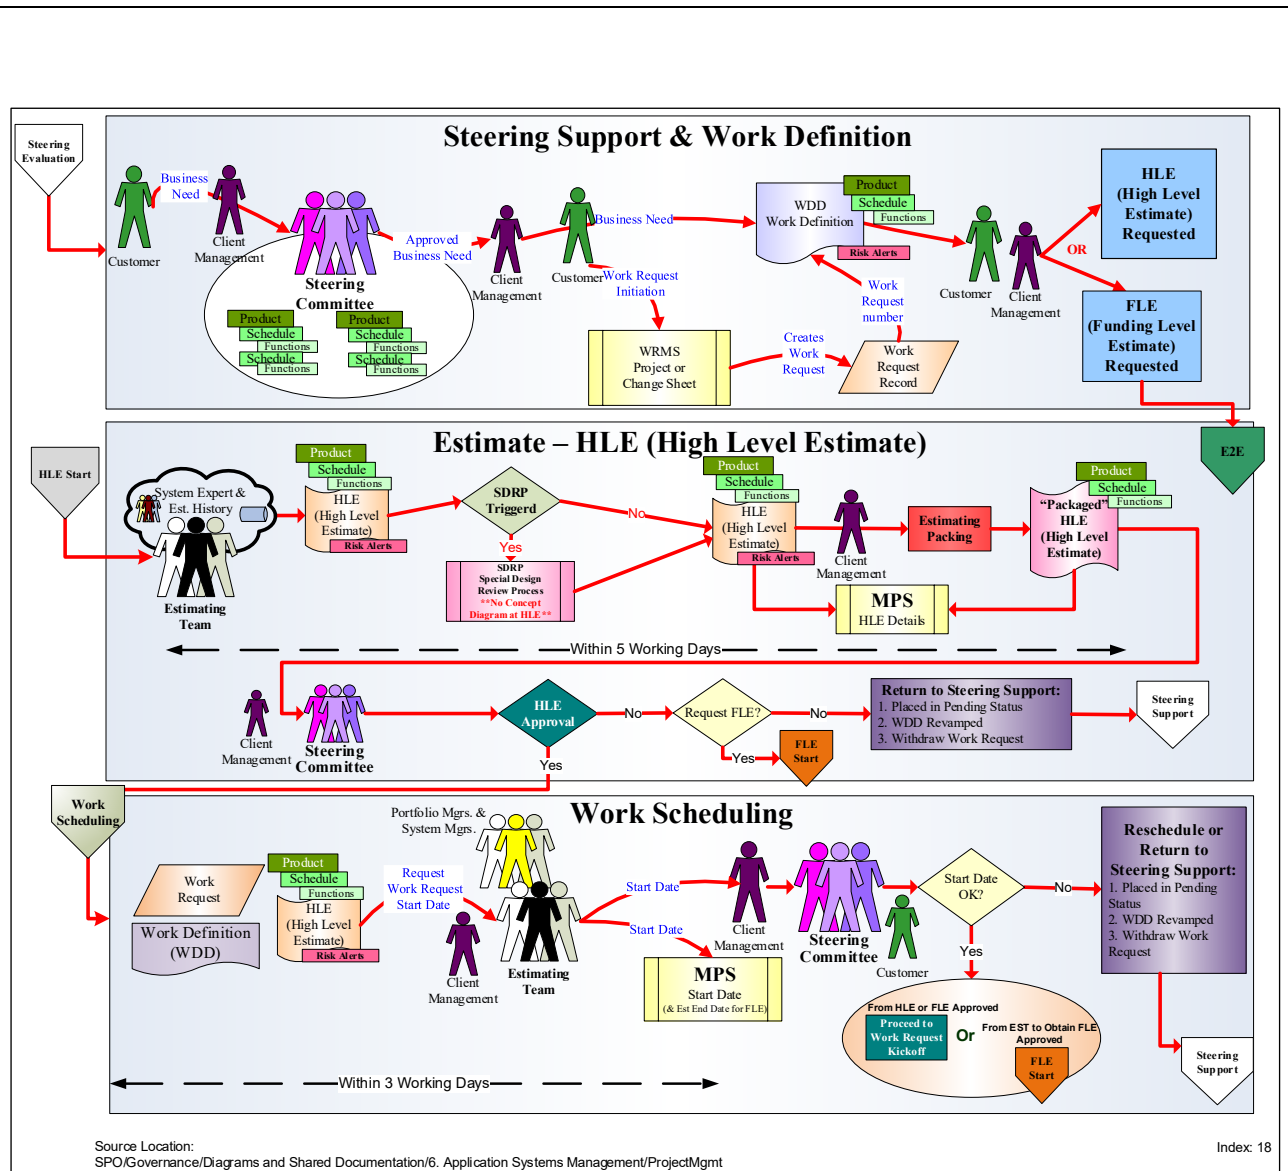 Steering Support & Work Definition
Steering
Evaluation
Customer
Business
Need
Client
Management
Steering
Committee
Product
Schedule
Functions
Schedule
Functions
Product
Schedule
Functions
Schedule
Functions
Approved
Business Need
Client
Management
Customer
Business Need
Work Request
Initiation
WRMS
Project or
Change Sheet
Creates
Work
Request
Work
Request
Record
Work
Request
number
WDD
Work Definition
Product
Schedule
Functions
Risk Alerts
Customer
Client
Management
OR
HLE
(High Level
Estimate)
Requested
FLE
(Funding Level
Estimate)
Requested
E2E
Estimate – HLE (High Level Estimate)
HLE Start
System Expert &
Est. History
Estimating
Team
Product
Schedule
Functions
HLE
(High Level
Estimate)
Risk Alerts
SDRP
Triggerd
No
Yes
SDRP
Special Design
Review Process
**No Concept
Diagram at HLE**
Product
Schedule
Functions
HLE
(High Level
Estimate)
Risk Alerts
Client
Management
Estimating
Packing
MPS
HLE Details
Product
Schedule
Functions
“Packaged”
HLE
(High Level
Estimate)
Within 5 Working Days
Client
Management
Steering
Committee
HLE
Approval
No
Yes
Request FLE?
No
Yes
FLE
Start
Return to Steering Support:
1. Placed in Pending Status
2. WDD Revamped
3. Withdraw Work Request
Steering
Support
Work Scheduling
Work
Scheduling
Work
Request
Work Definition
(WDD)
Product
Schedule
Functions
HLE
(High Level
Estimate)
Risk Alerts
Request
Work Request
Start Date
Client
Management
Portfolio Mgrs. &
System Mgrs.
Estimating
Team
Start Date
Start Date
MPS
Start Date
(& Est End Date for FLE)
Client
Management
Steering
Committee
Customer
Start Date
OK?
No
Yes
From HLE or FLE Approved
Proceed to
Work Request
Kickoff
Or
From EST to Obtain FLE
Approved
FLE
Start
Reschedule or
Return to
Steering Support:
1. Placed in Pending
Status
2. WDD Revamped
3. Withdraw Work
Request
Steering
Support
Within 3 Working Days
Source Location:
SPO/Governance/Diagrams and Shared Documentation/6. Application Systems Management/ProjectMgmt
Index: 18